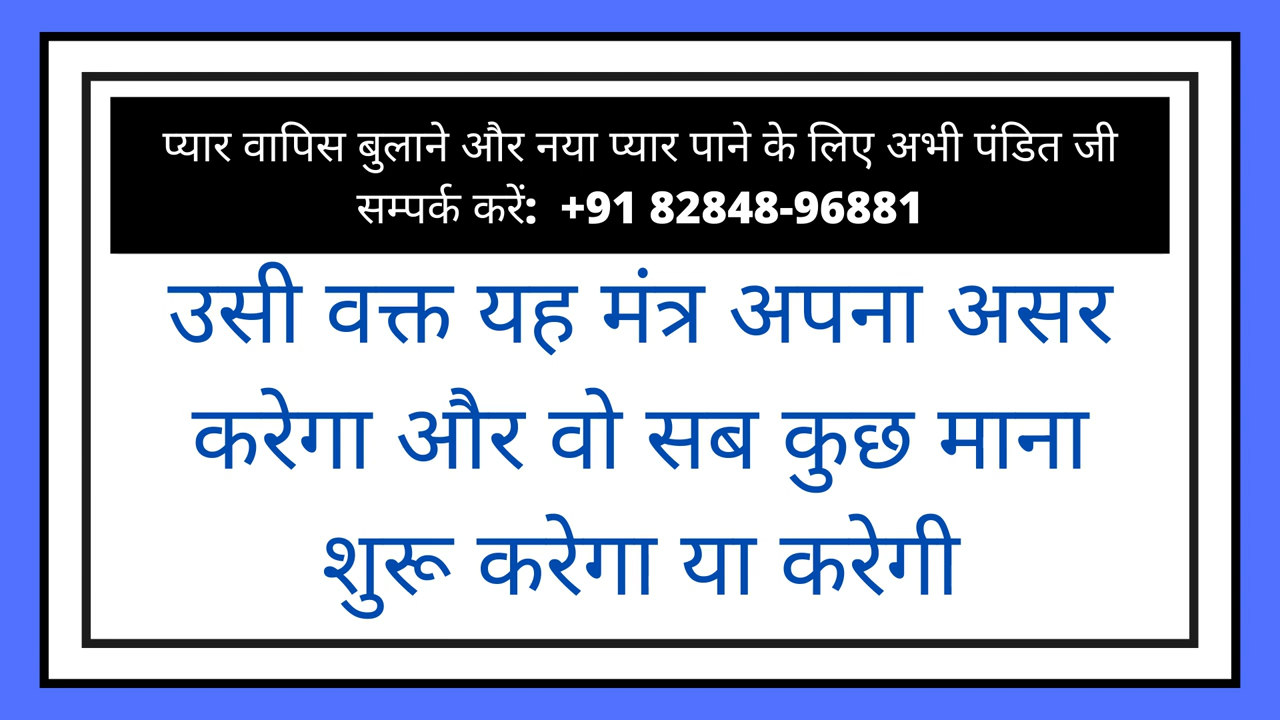 प्यार वापिस बुलाने और नया प्यार पाने के लिए अभी पंडित जी
सम्पर्क करें: +91 82848-96881
उसी वक्त यह मंत्र अपना असर
करेगा और वो सब कुछ माना
शुरू करेगा या करेगी